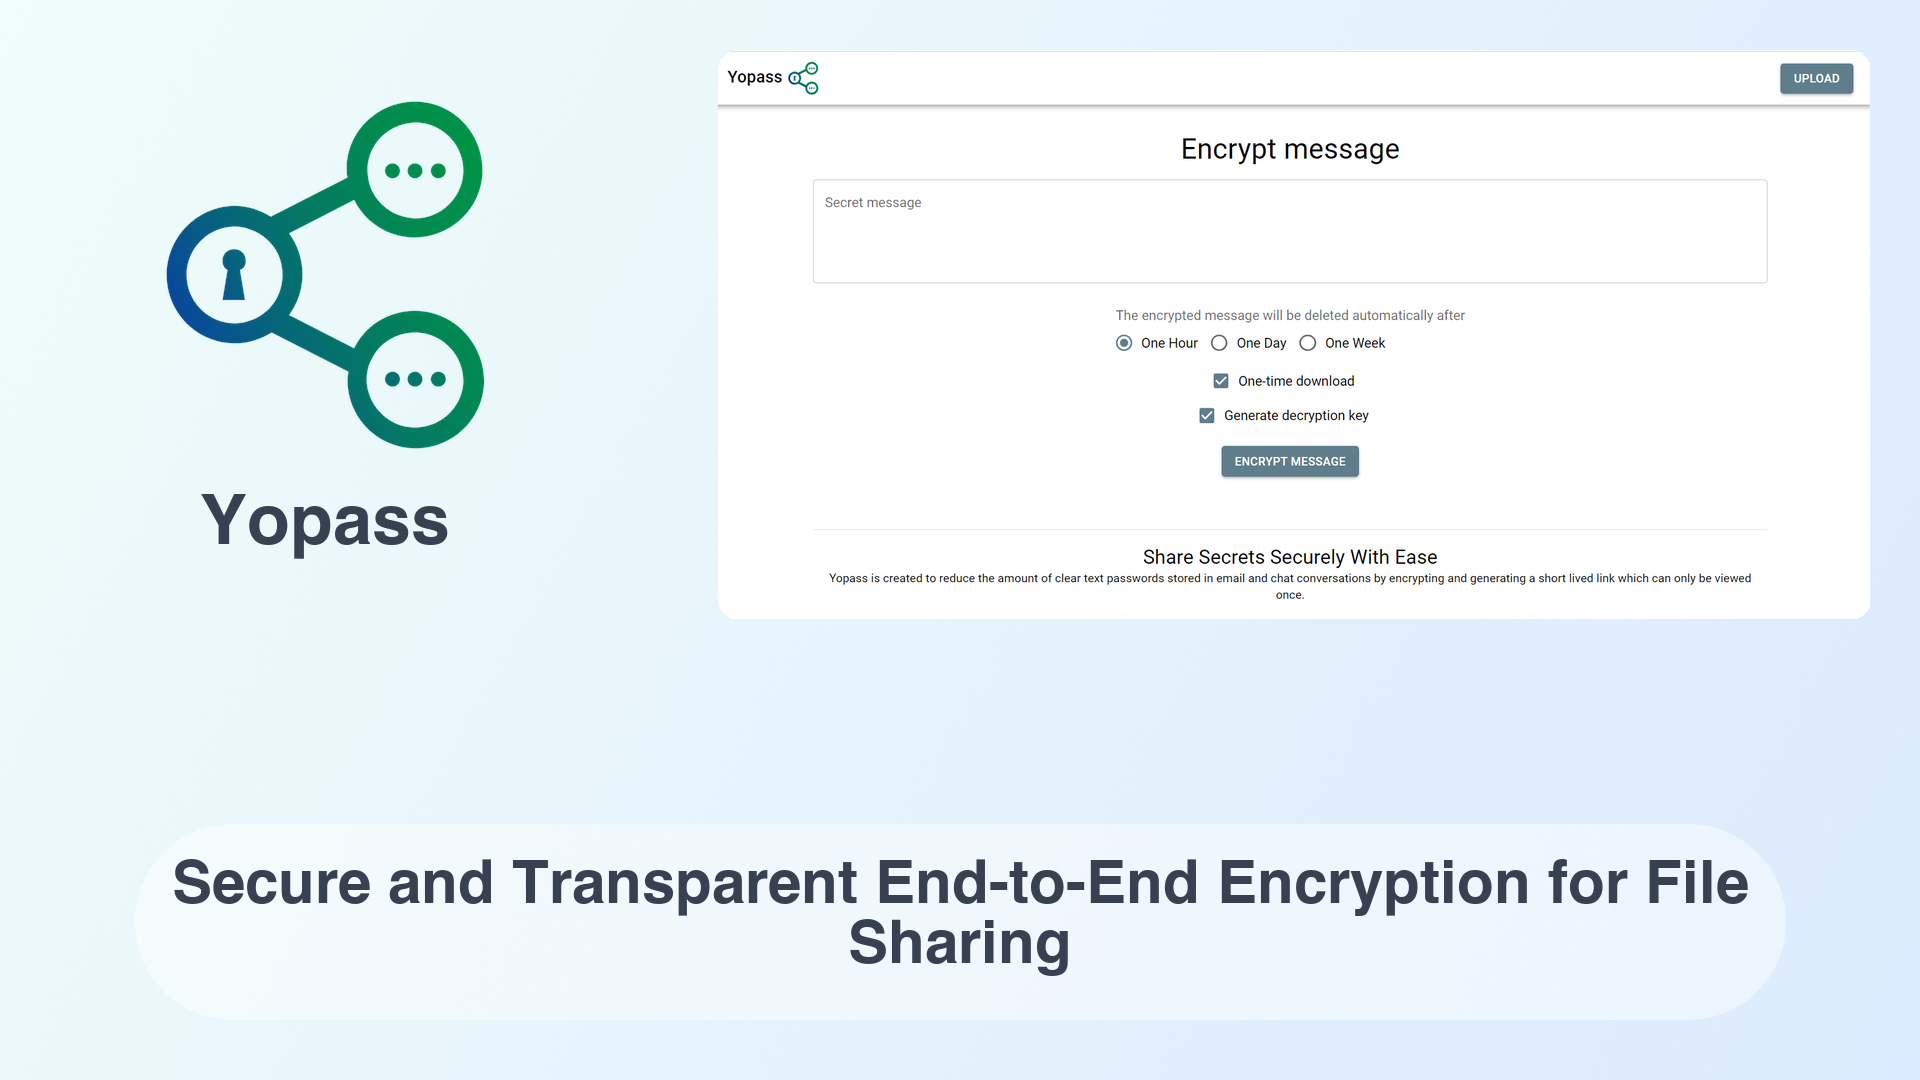 Yopass
Yopass
UPLOAD
Encrypt message
Secret message
The encrypted message will be deleted automatically after
One Hour One Day One Week
One-time download
Generate decryption key
ENCRYPT MESSAGE
Share Secrets Securely With Ease
Yopass is created to reduce the amount of clear text passwords stored in email and chat conversations by encrypting and generating a short lived link which can only be viewed
once.
Secure and Transparent End-to-End Encryption for File
Sharing